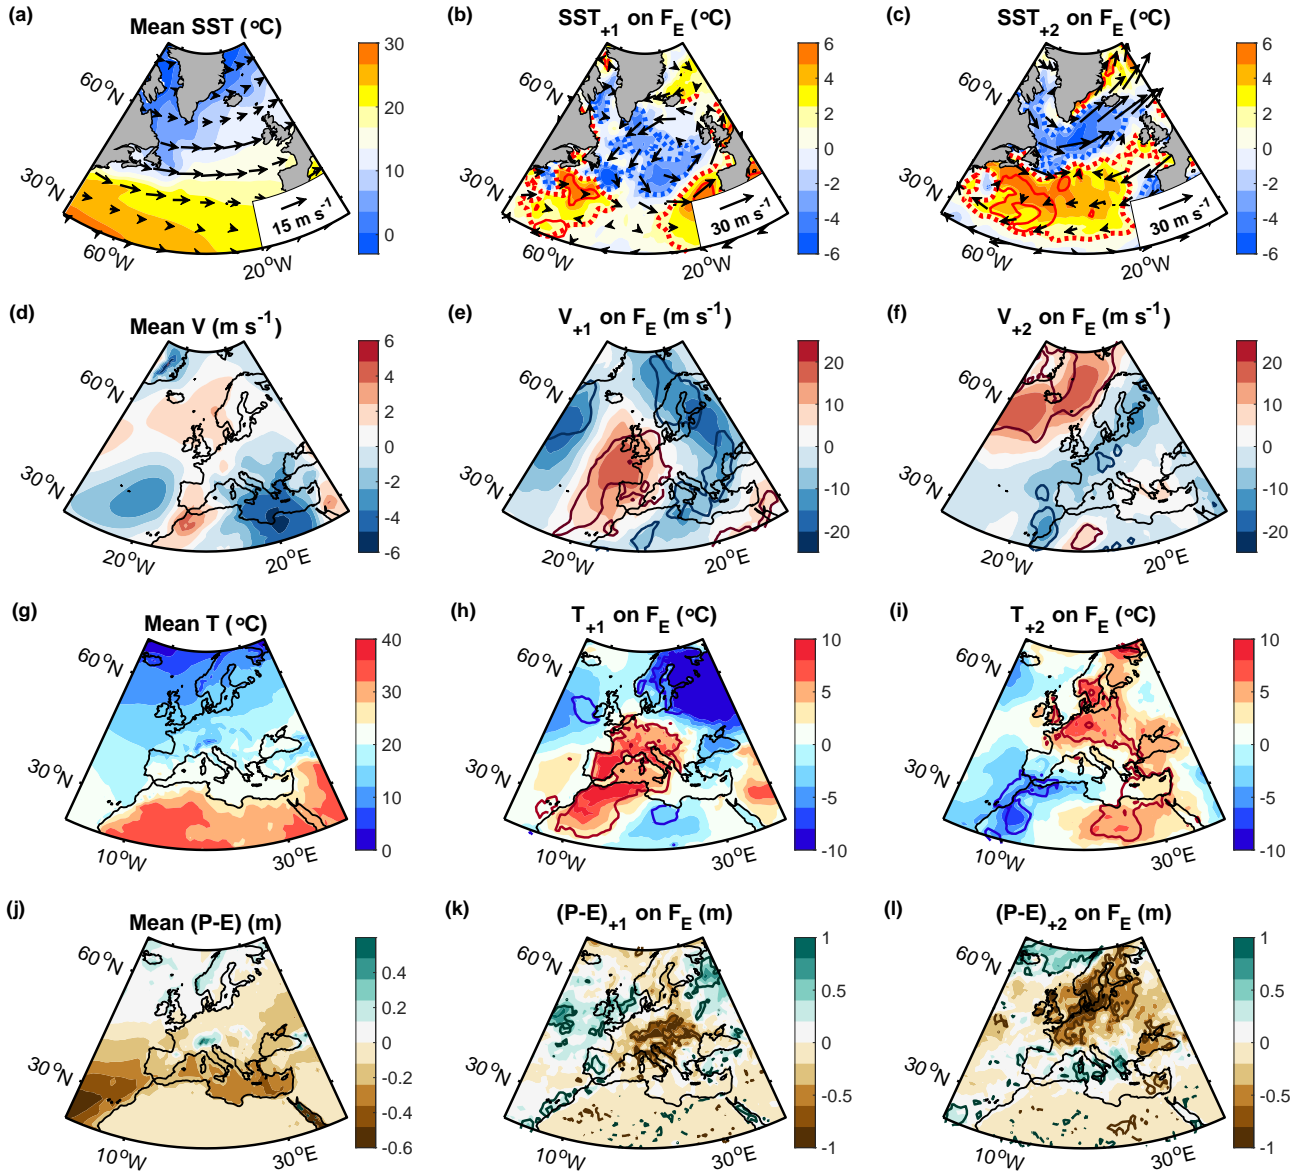 (a) Mean SST (°C)
60°N
30°N
60°W
20°W
15 m s⁻¹
30
20
10
0
(b) SST₊₁ on F_E (°C)
60°N
30°N
60°W
20°W
30 m s⁻¹
6
4
2
0
-2
-4
-6
(c) SST₊₂ on F_E (°C)
60°N
30°N
60°W
20°W
30 m s⁻¹
6
4
2
0
-2
-4
-6
(d) Mean V (m s⁻¹)
60°N
30°N
20°W
20°E
6
4
2
0
-2
-4
-6
(e) V₊₁ on F_E (m s⁻¹)
60°N
30°N
20°W
20°E
20
10
0
-10
-20
(f) V₊₂ on F_E (m s⁻¹)
60°N
30°N
20°W
20°E
20
10
0
-10
-20
(g) Mean T (°C)
60°N
30°N
10°W
30°E
40
30
20
10
0
(h) T₊₁ on F_E (°C)
60°N
30°N
10°W
30°E
10
5
0
-5
-10
(i) T₊₂ on F_E (°C)
60°N
30°N
10°W
30°E
10
5
0
-5
-10
(j) Mean (P-E) (m)
60°N
30°N
10°W
30°E
0.4
0.2
0
-0.2
-0.4
-0.6
(k) (P-E)₊₁ on F_E (m)
60°N
30°N
10°W
30°E
1
0.5
0
-0.5
-1
(l) (P-E)₊₂ on F_E (m)
60°N
30°N
10°W
30°E
1
0.5
0
-0.5
-1